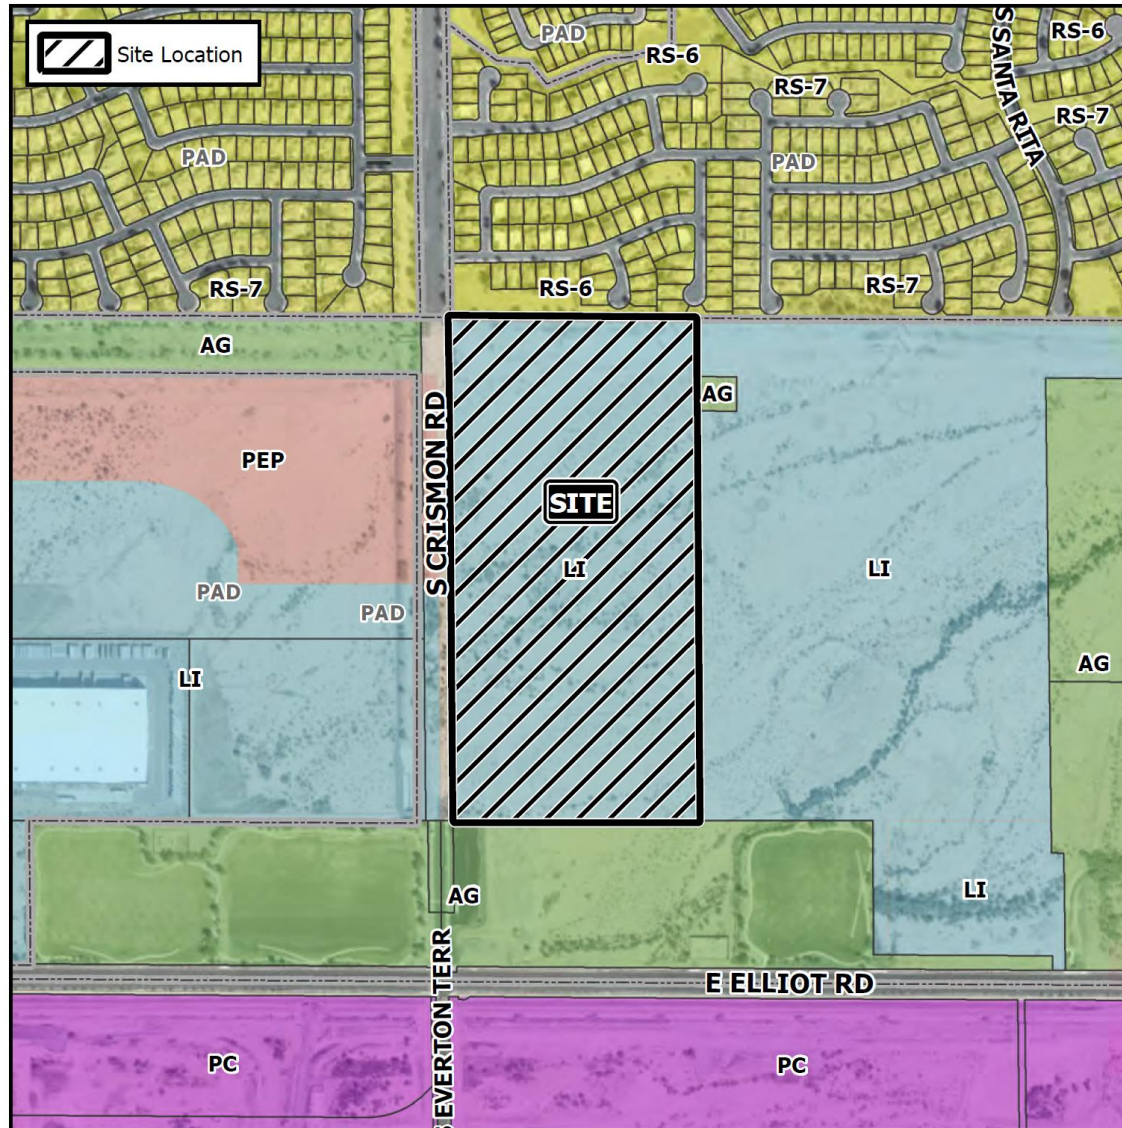 Site Location
PAD
RS-6
RS-6
S SANTA RITA
RS-7
RS-7
PAD
PAD
RS-7
RS-6
RS-7
AG
AG
S CRISMON RD
PEP
SITE
LI
LI
PAD
PAD
AG
LI
AG
LI
E ELLIOT RD
S EVERTON TERR
PC
PC